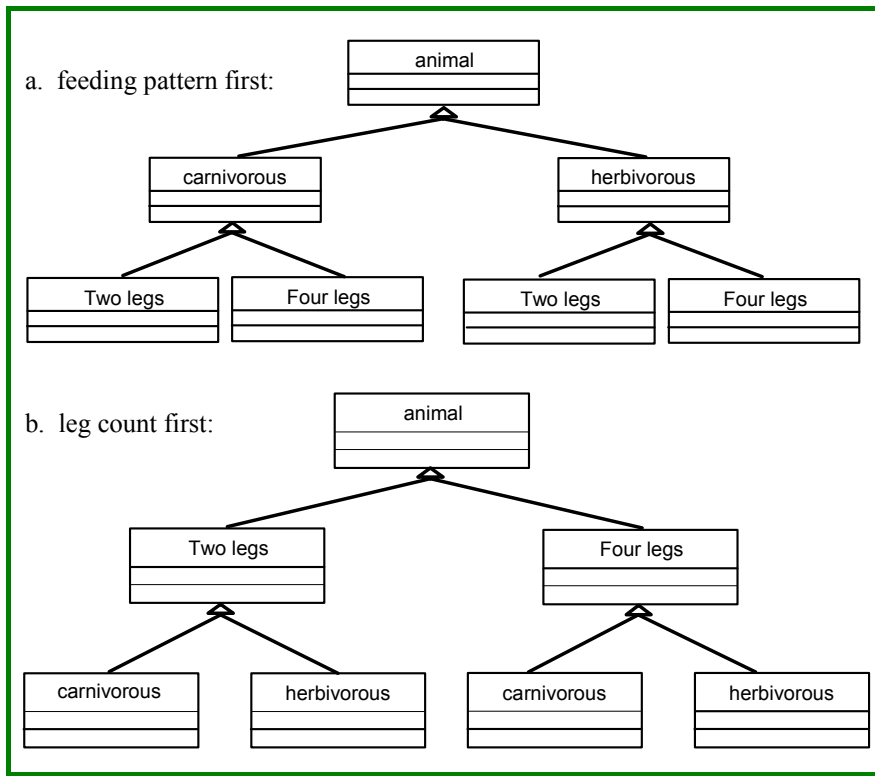 animal
a. feeding pattern first:
carnivorous herbivorous
Two legs Four legs Two legs Four legs
animal
b. leg count first:
Two legs Four legs
carnivorous herbivorous carnivorous herbivorous